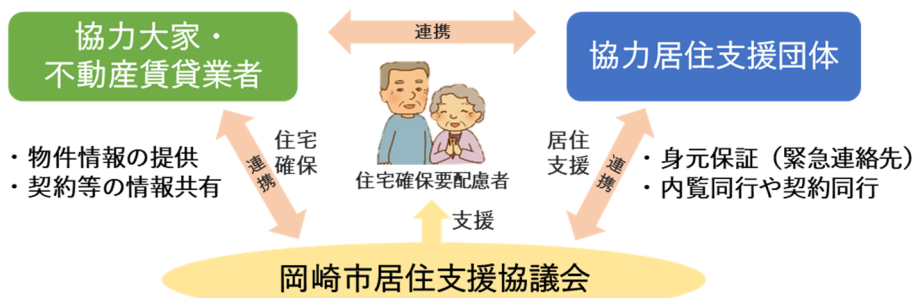 協力大家・
不動産賃貸業者
連携
協力居住支援団体
・物件情報の提供
・契約等の情報共有
連携
住宅
確保
住宅確保要配慮者
居住
支援
連携
・身元保証（緊急連絡先）
・内覧同行や契約同行
支援
岡崎市居住支援協議会